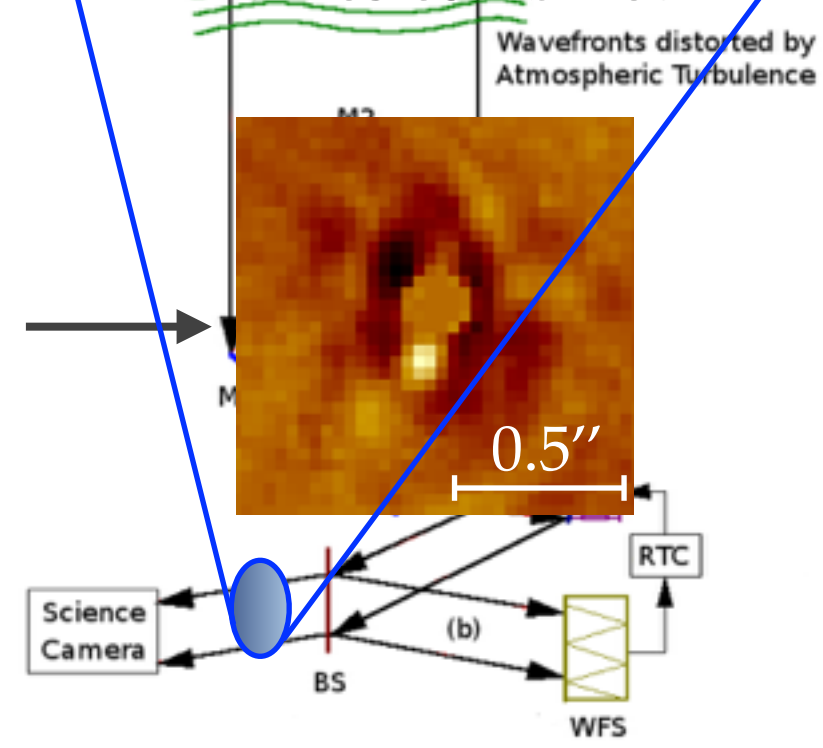 Wavefronts distorted by
Atmospheric Turbulence
0.5″
RTC
Science
Camera
(b)
BS
WFS